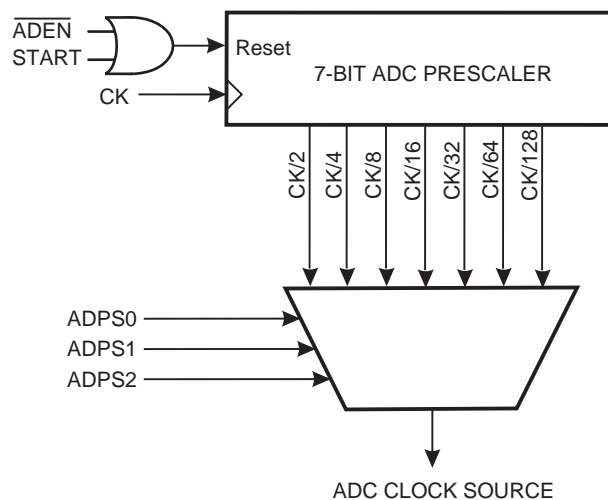 ADEN
START
Reset
CK
7-BIT ADC PRESCALER
CK/2
CK/4
CK/8
CK/16
CK/32
CK/64
CK/128
ADPS0
ADPS1
ADPS2
ADC CLOCK SOURCE